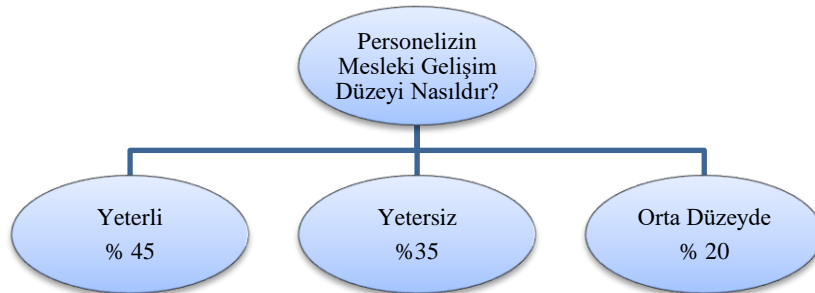 Personelizin
Mesleki Gelişim
Düzeyi Nasıldır?
Yeterli
% 45
Yetersiz
%35
Orta Düzeyde
% 20